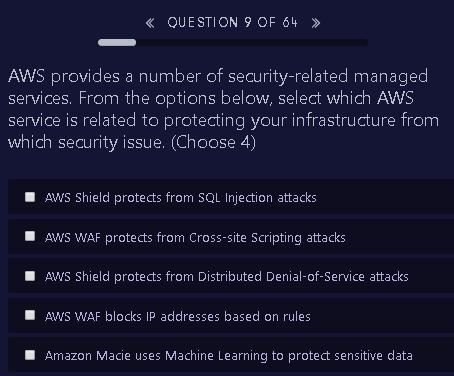 « QUESTION 9 OF 64 »
AWS provides a number of security-related managed
services. From the options below, select which AWS
service is related to protecting your infrastructure from
which security issue. (Choose 4)
AWS Shield protects from SQL Injection attacks
AWS WAF protects from Cross-site Scripting attacks
AWS Shield protects from Distributed Denial-of-Service attacks
AWS WAF blocks IP addresses based on rules
Amazon Macie uses Machine Learning to protect sensitive data